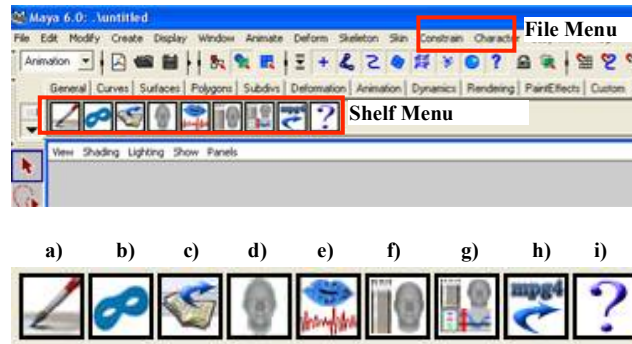 Maya 6.0: .\untitled
File Edit Modify Create Display Window Animate Deform Skeleton Skin Constrain Character
File Menu
Animation
General Curves Surfaces Polygons Subdivs Deformation Animation Dynamics Rendering PaintEffects Custom
Shelf Menu
View Shading Lighting Show Panels
a) b) c) d) e) f) g) h) i)
mpg4